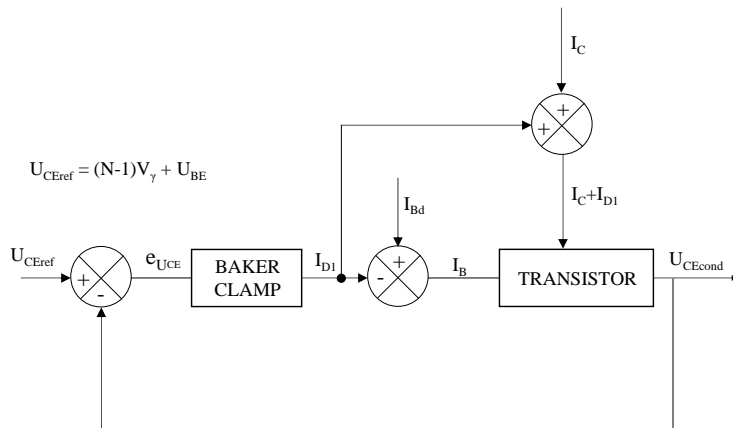 I_C
+
+
U_CEref = (N-1)V_γ + U_BE
I_C+I_D1
I_Bd
U_CEref
+
-
e_UCE
BAKER
CLAMP
I_D1
+
-
I_B
TRANSISTOR
U_CEcond